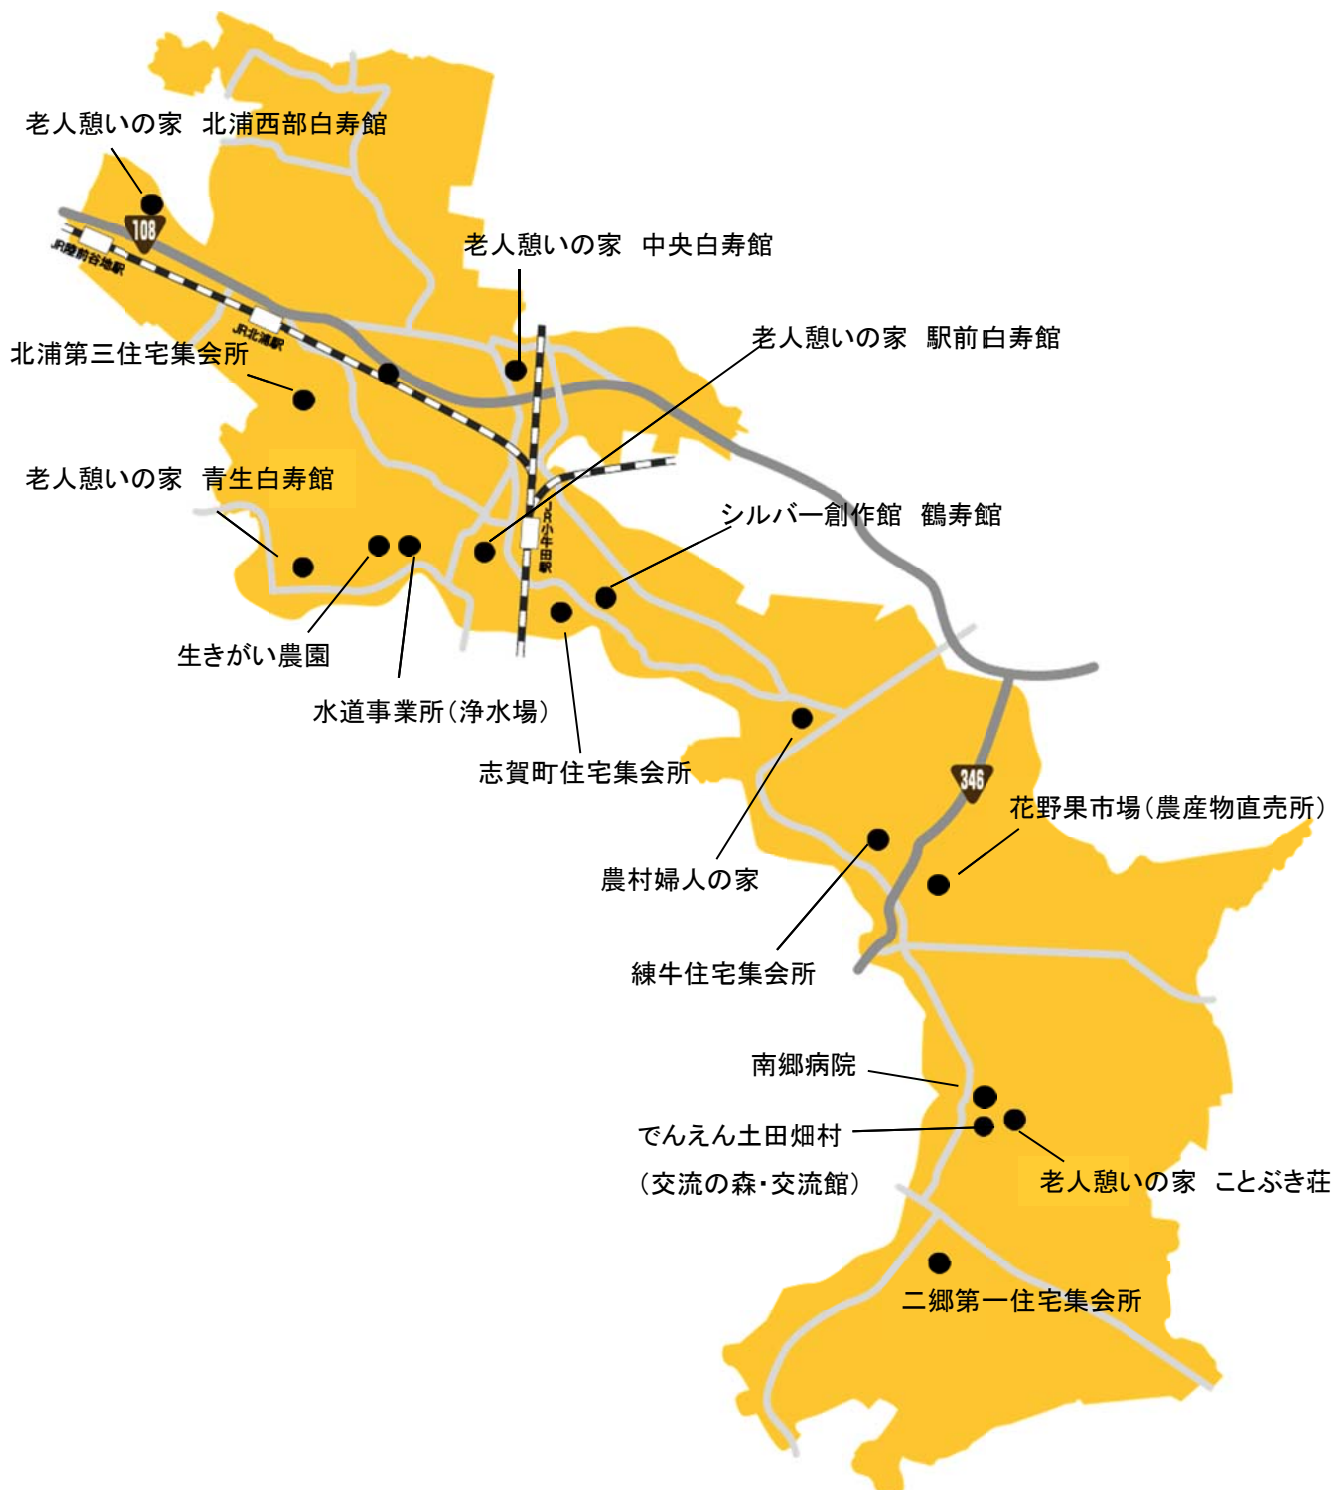 老人憩いの家 北浦西部白寿館
108
JR陸前谷地駅
老人憩いの家 中央白寿館
JR北浦駅
老人憩いの家 駅前白寿館
北浦第三住宅集会所
老人憩いの家 青生白寿館
シルバー創作館 鶴寿館
JR小牛田駅
生きがい農園
水道事業所（浄水場）
志賀町住宅集会所
346
花野果市場（農産物直売所）
農村婦人の家
練牛住宅集会所
南郷病院
でんえん土田畑村
（交流の森・交流館）
老人憩いの家 ことぶき荘
二郷第一住宅集会所